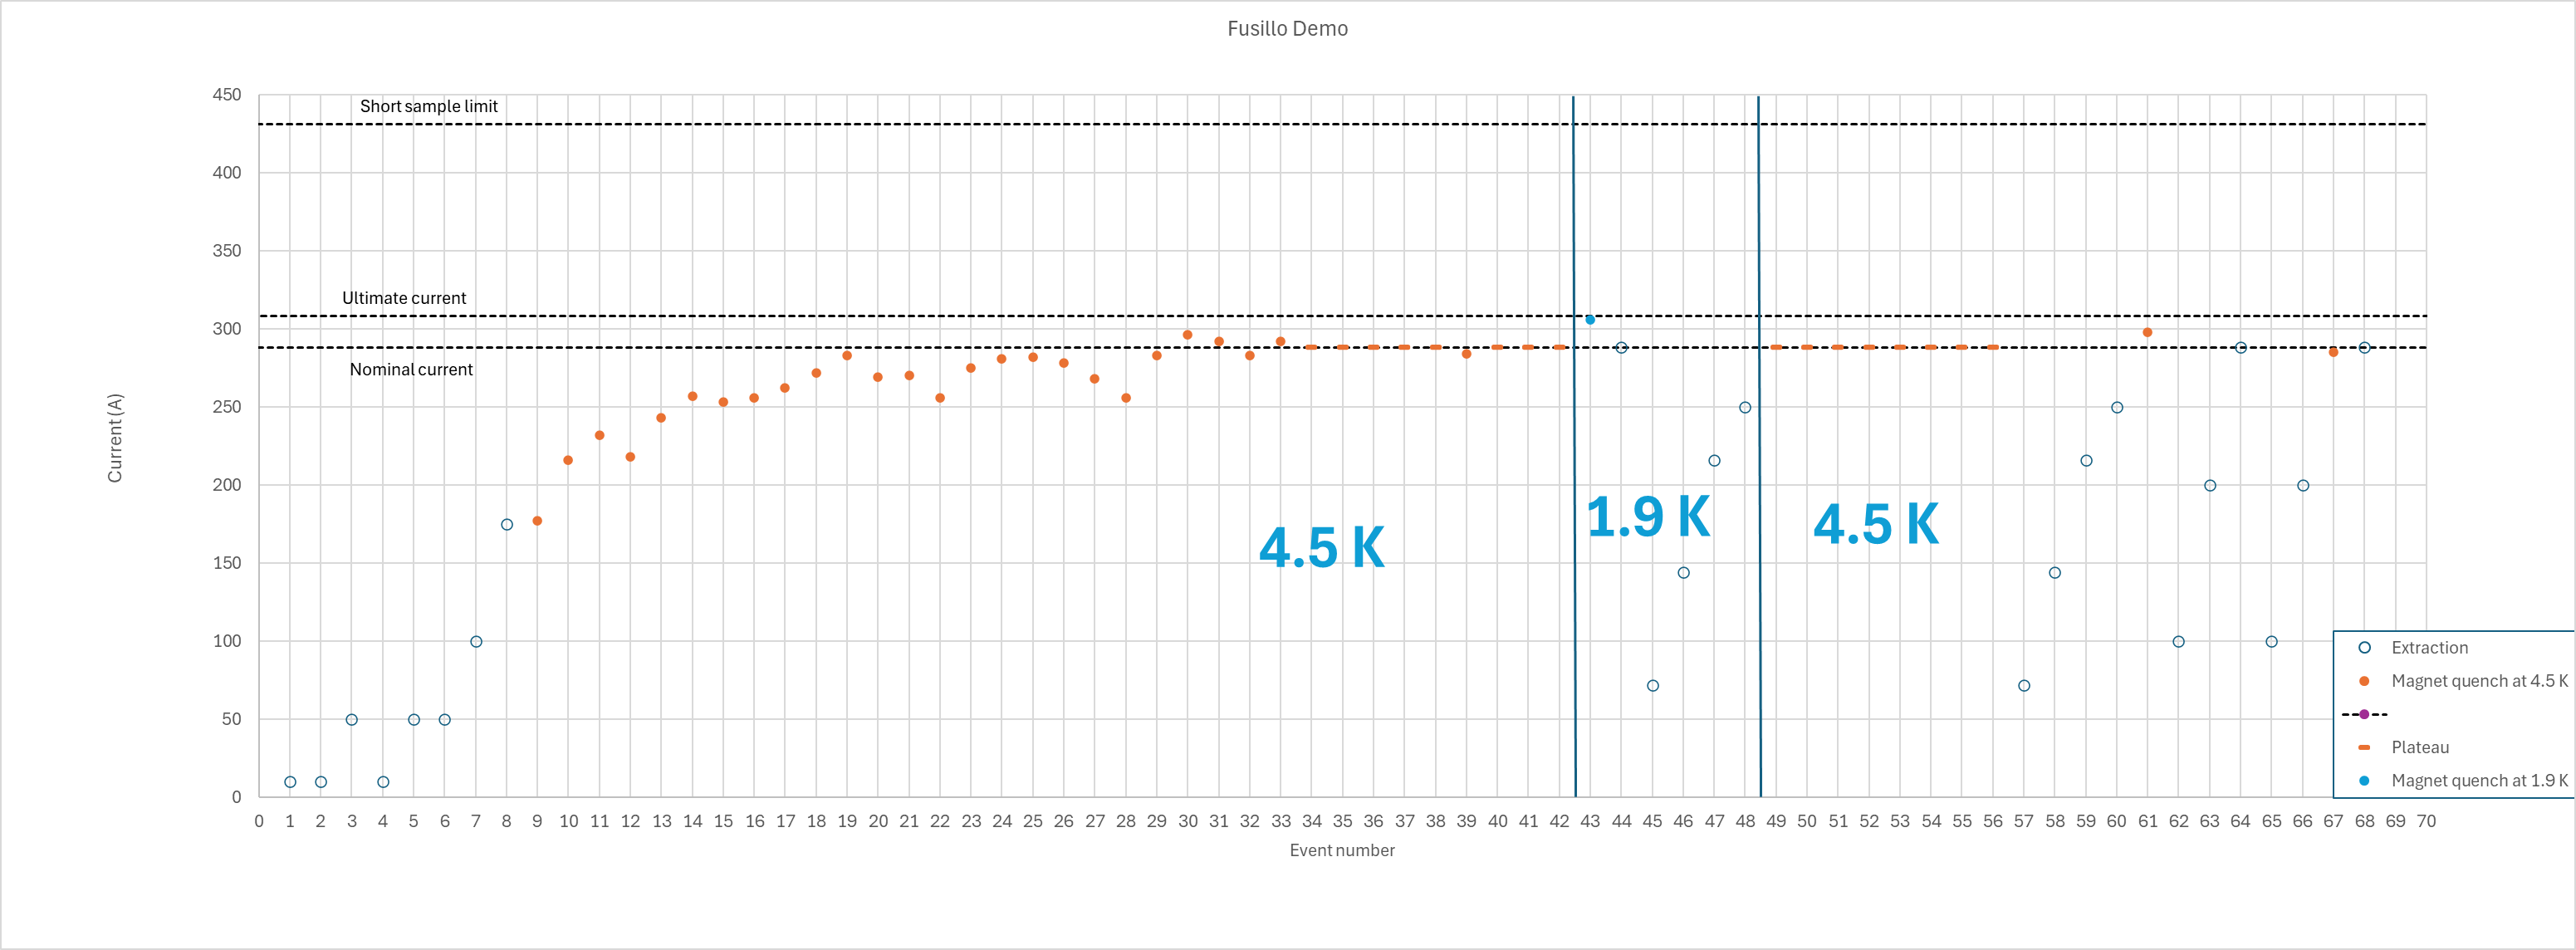 Fusillo Demo
450
Short sample limit
400
350
Ultimate current
300
Nominal current
250
Current (A)
200
1.9 K
4.5 K
4.5 K
150
100
50
0
Extraction
Magnet quench at 4.5 K
Plateau
Magnet quench at 1.9 K
0 1 2 3 4 5 6 7 8 9 10 11 12 13 14 15 16 17 18 19 20 21 22 23 24 25 26 27 28 29 30 31 32 33 34 35 36 37 38 39 40 41 42 43 44 45 46 47 48 49 50 51 52 53 54 55 56 57 58 59 60 61 62 63 64 65 66 67 68 69 70
Event number